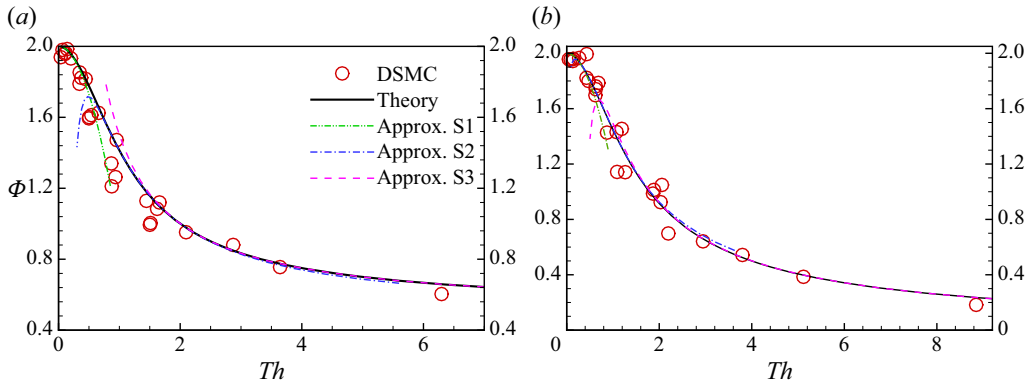 (a)
(b)
2.0 2.0 2.0 2.0
DSMC
Theory
1.6 1.6 1.6 1.6
Approx. S1
Approx. S2
Approx. S3
1.2 1.2 1.2 1.2
Φ
0.8 0.8 0.8 0.8
0.4 0.4
0.4 0.4 0 0
0 2 4 6 0 2 4 6 8
Th Th